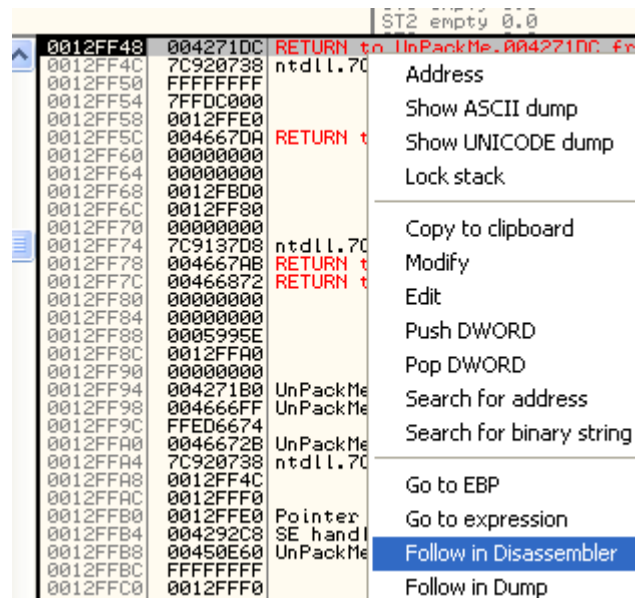 ST2 empty 0.0
0012FF48 004271DC RETURN to UnPackMe.004271DC fr
0012FF4C 7C920738 ntdll.7C
0012FF50 FFFFFFFF
0012FF54 7FFDC000
0012FF58 0012FFE0
0012FF5C 004667DA RETURN t
0012FF60 00000000
0012FF64 00000000
0012FF68 0012FBD0
0012FF6C 0012FF80
0012FF70 00000000
0012FF74 7C9137D8 ntdll.7C
0012FF78 004667AB RETURN t
0012FF7C 00466872 RETURN t
0012FF80 00000000
0012FF84 00000000
0012FF88 0005995E
0012FF8C 0012FFA0
0012FF90 00000000
0012FF94 004271B0 UnPackMe
0012FF98 004666FF UnPackMe
0012FF9C FFED6674
0012FFA0 0046672B UnPackMe
0012FFA4 7C920738 ntdll.7C
0012FFA8 0012FF4C
0012FFAC 0012FFF0
0012FFB0 0012FFE0 Pointer
0012FFB4 004292C8 SE handl
0012FFB8 00450E60 UnPackMe
0012FFBC FFFFFFFF
0012FFC0 0012FFF0
Address
Show ASCII dump
Show UNICODE dump
Lock stack
Copy to clipboard
Modify
Edit
Push DWORD
Pop DWORD
Search for address
Search for binary string
Go to EBP
Go to expression
Follow in Disassembler
Follow in Dump